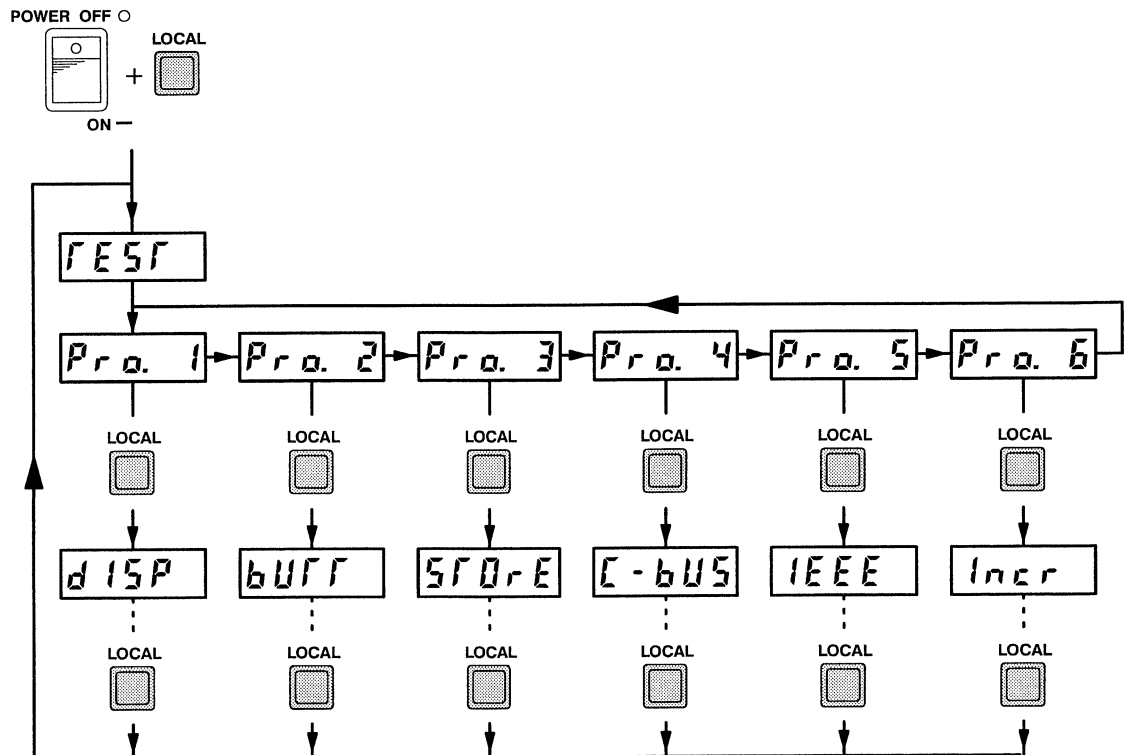 POWER OFF O
LOCAL
+
ON —
TEST
Pro. 1 Pro. 2 Pro. 3 Pro. 4 Pro. 5 Pro. 6
LOCAL LOCAL LOCAL LOCAL LOCAL LOCAL
dISP bUTT STOrE C-bUS IEEE Incr
LOCAL LOCAL LOCAL LOCAL LOCAL LOCAL